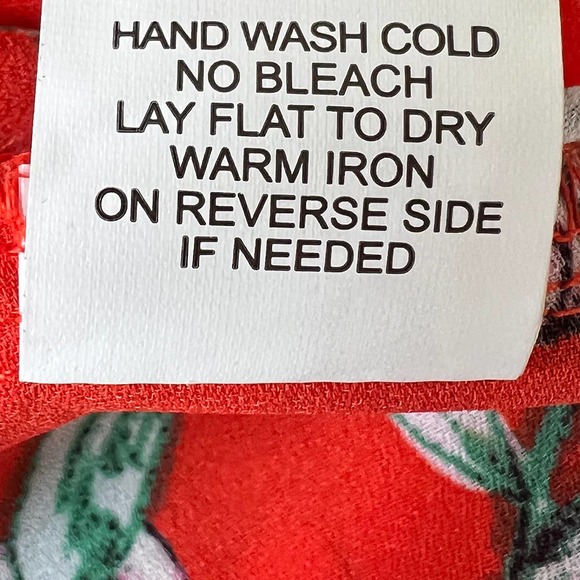 HAND WASH COLD
NO BLEACH
LAY FLAT TO DRY
WARM IRON
ON REVERSE SIDE
IF NEEDED